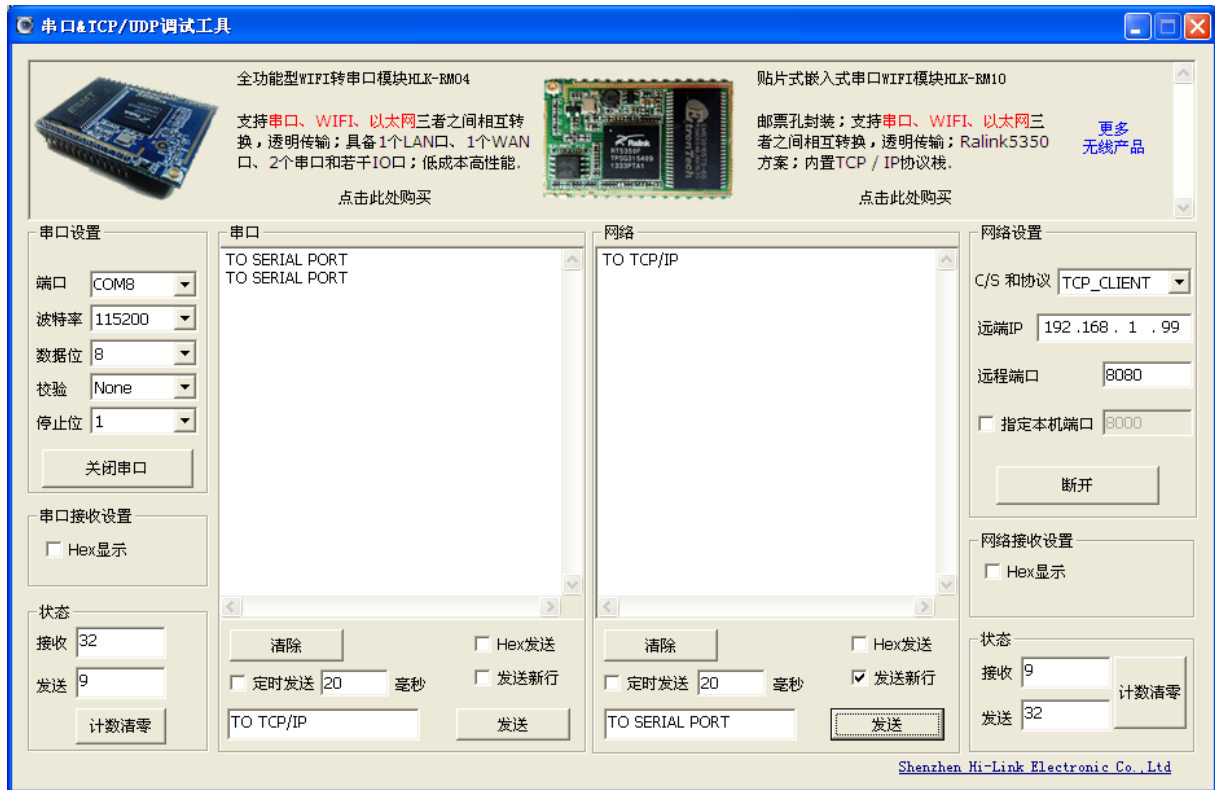 串口&TCP/UDP调试工具
全功能型WIFI转串口模块HLK-RM04
支持串口、WIFI、以太网三者之间相互转
换，透明传输；具备1个LAN口、1个WAN
口、2个串口和若干IO口；低成本高性能.
点击此处购买
Ralink
RT5350F
TP5G315409
1333PTA1
EtronTech
贴片式嵌入式串口WIFI模块HLK-RM10
邮票孔封装；支持串口、WIFI、以太网三
者之间相互转换，透明传输；Ralink5350
方案；内置TCP / IP协议栈.
点击此处购买
更多
无线产品
串口设置
端口 COM8
波特率 115200
数据位 8
校验 None
停止位 1
关闭串口
串口接收设置
Hex显示
状态
接收 32
发送 9
计数清零
串口
TO SERIAL PORT
TO SERIAL PORT
清除
Hex发送
定时发送 20 毫秒
发送新行
TO TCP/IP
发送
网络
TO TCP/IP
清除
Hex发送
定时发送 20 毫秒
发送新行
TO SERIAL PORT
发送
网络设置
C/S 和协议 TCP_CLIENT
远端IP 192 .168 . 1 . 99
远程端口 8080
指定本机端口 8000
断开
网络接收设置
Hex显示
状态
接收 9
发送 32
计数清零
Shenzhen Hi-Link Electronic Co.,Ltd